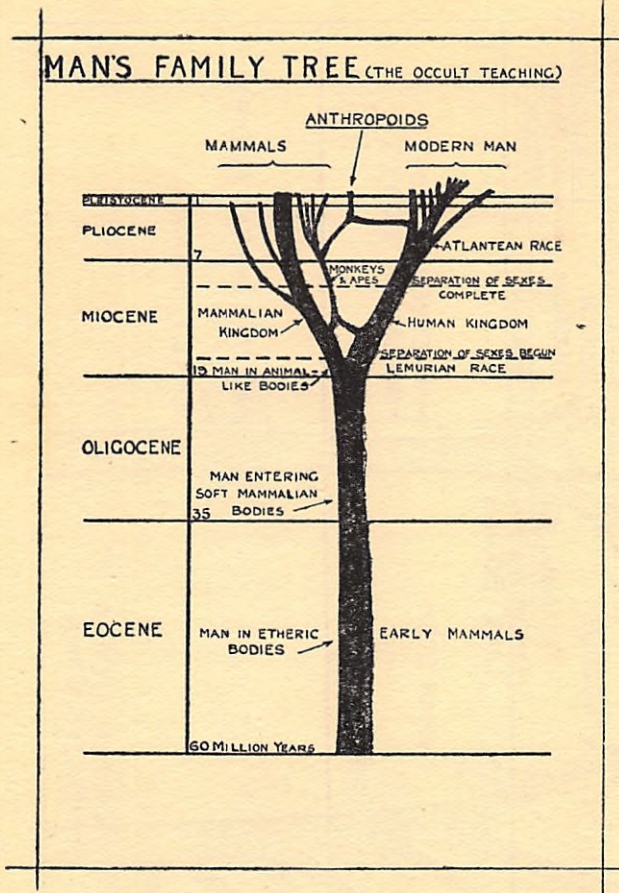 MAN'S FAMILY TREE (THE OCCULT TEACHING)
ANTHROPOIDS
MAMMALS
MODERN MAN
PLEISTOCENE
1
PLIOCENE
ATLANTEAN RACE
7
MONKEYS
& APES
SEPARATION OF SEXES
COMPLETE
MIOCENE
MAMMALIAN
KINGDOM
HUMAN KINGDOM
SEPARATION OF SEXES BEGUN
19 MAN IN ANIMAL-
LIKE BODIES
LEMURIAN RACE
OLIGOCENE
MAN ENTERING
SOFT MAMMALIAN
BODIES
35
EOCENE
MAN IN ETHERIC
BODIES
EARLY MAMMALS
60 MILLION YEARS